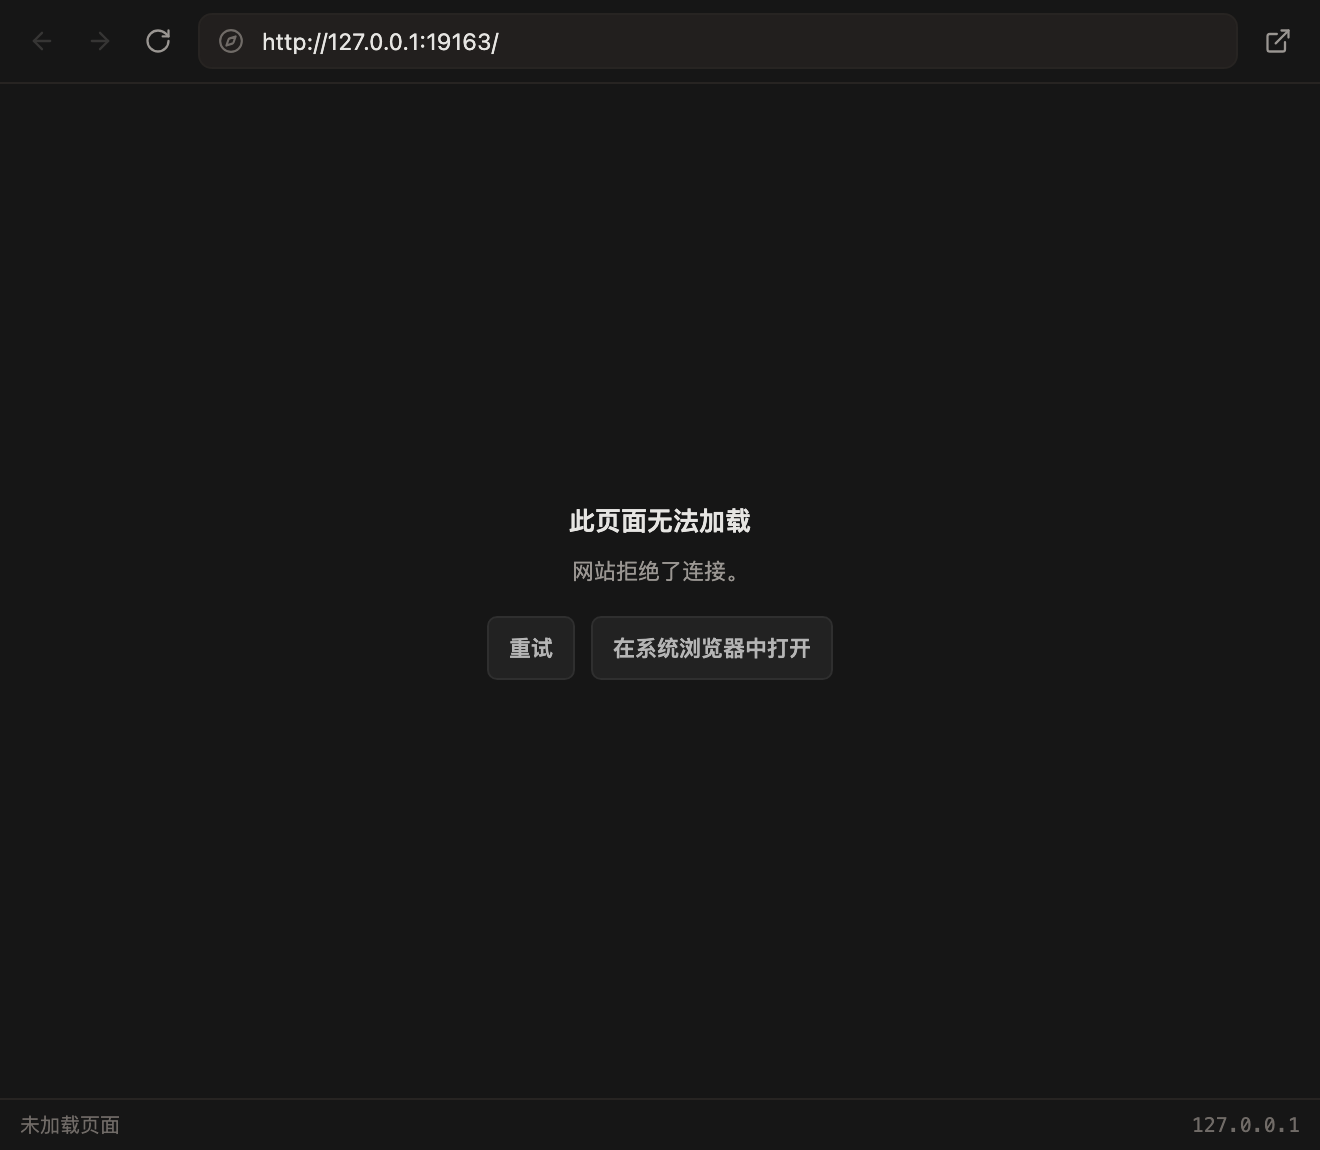 http://127.0.0.1:19163/
此页面无法加载
网站拒绝了连接。
重试
在系统浏览器中打开
未加载页面
127.0.0.1